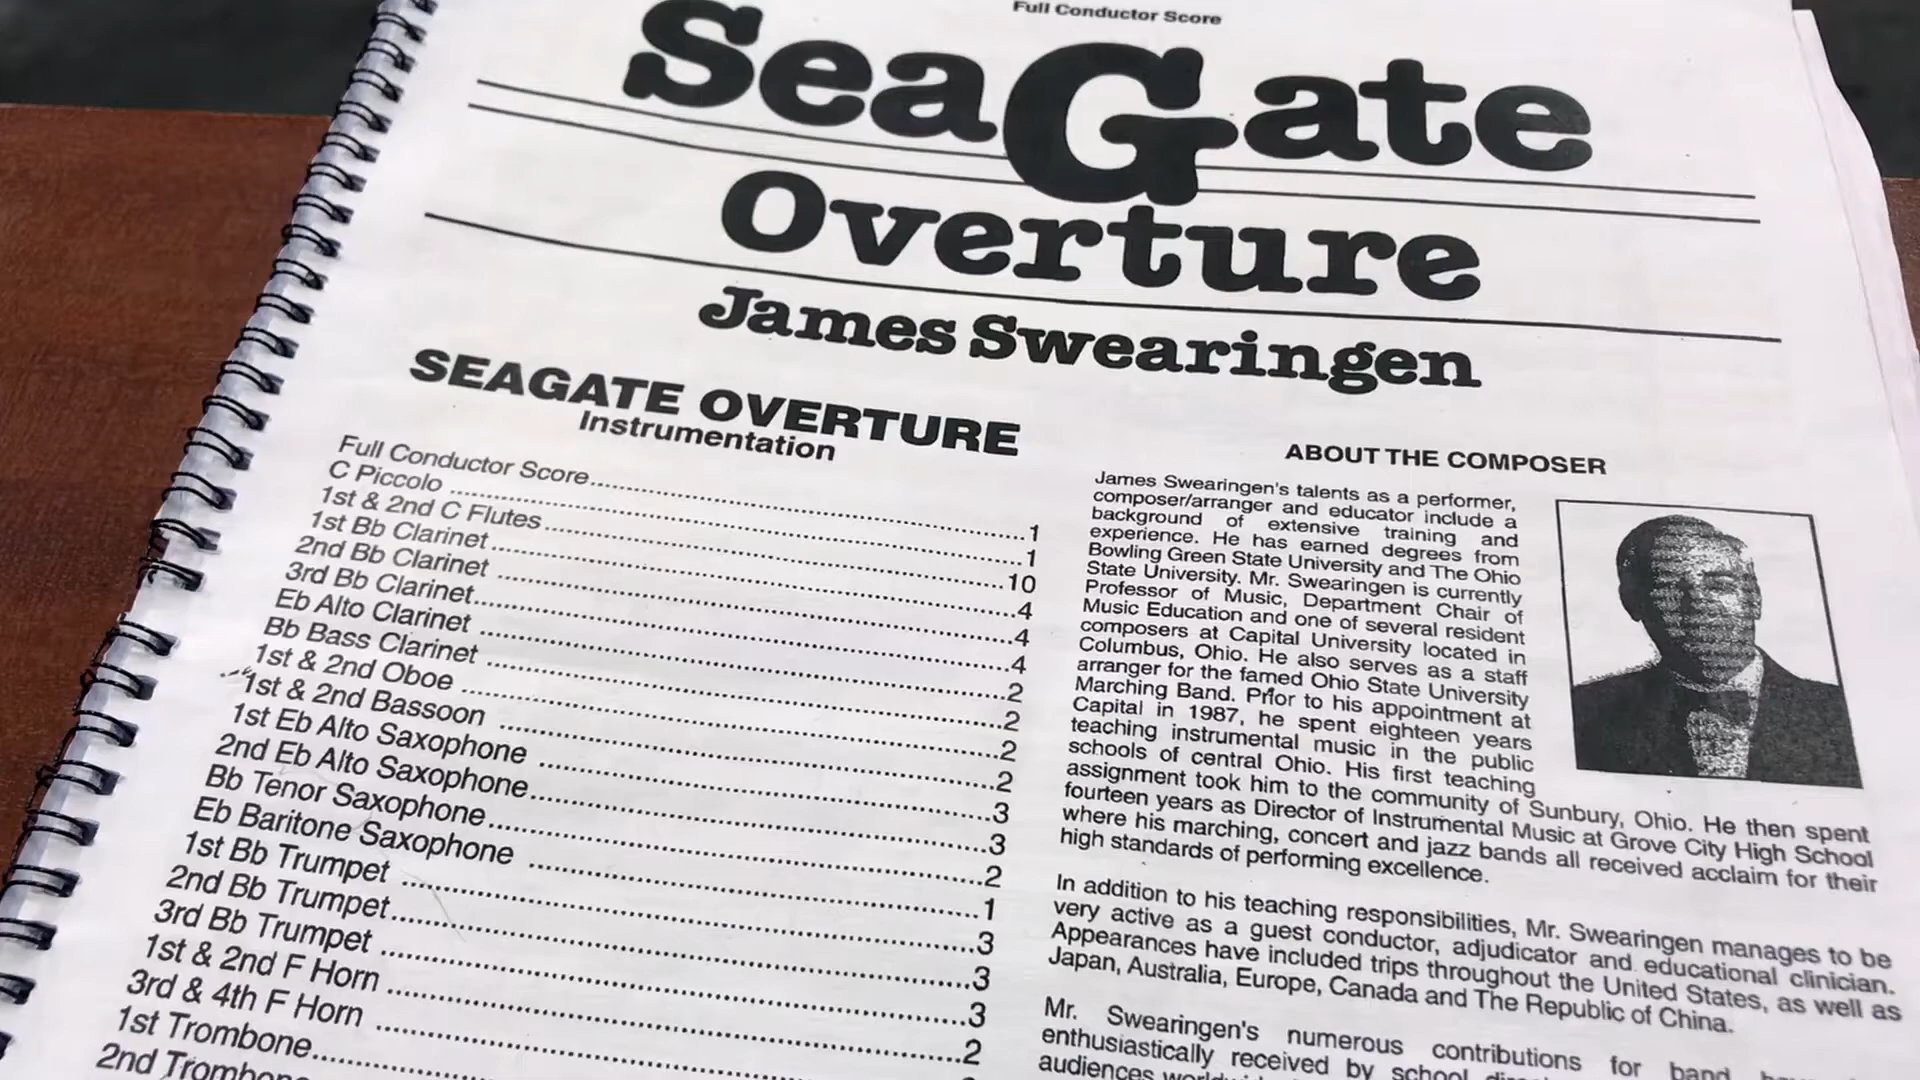 Full Conductor Score
SeaGate
Overture
James Swearingen
SEAGATE OVERTURE
Instrumentation
Full Conductor Score..........1
C Piccolo ..........1
1st & 2nd C Flutes..........10
1st Bb Clarinet..........4
2nd Bb Clarinet ..........4
3rd Bb Clarinet..........4
Eb Alto Clarinet ..........2
Bb Bass Clarinet ..........2
1st & 2nd Oboe ..........2
1st & 2nd Bassoon ..........2
1st Eb Alto Saxophone ..........3
2nd Eb Alto Saxophone..........3
Bb Tenor Saxophone..........2
Eb Baritone Saxophone ..........1
1st Bb Trumpet ..........3
2nd Bb Trumpet..........3
3rd Bb Trumpet ..........3
1st & 2nd F Horn ..........2
3rd & 4th F Horn ..........
1st Trombone..........
2nd Trombone
ABOUT THE COMPOSER
James Swearingen's talents as a performer,
composer/arranger and educator include a
background of extensive training and
experience. He has earned degrees from
Bowling Green State University and The Ohio
State University. Mr. Swearingen is currently
Professor of Music, Department Chair of
Music Education and one of several resident
composers at Capital University located in
Columbus, Ohio. He also serves as a staff
arranger for the famed Ohio State University
Marching Band. Prior to his appointment at
Capital in 1987, he spent eighteen years
teaching instrumental music in the public
schools of central Ohio. His first teaching
assignment took him to the community of Sunbury, Ohio. He then spent
fourteen years as Director of Instrumental Music at Grove City High School
where his marching, concert and jazz bands all received acclaim for their
high standards of performing excellence.
In addition to his teaching responsibilities, Mr. Swearingen manages to be
very active as a guest conductor, adjudicator and educational clinician.
Appearances have included trips throughout the United States, as well as
Japan, Australia, Europe, Canada and The Republic of China.
Mr. Swearingen's numerous contributions for band
enthusiastically received by school
audiences